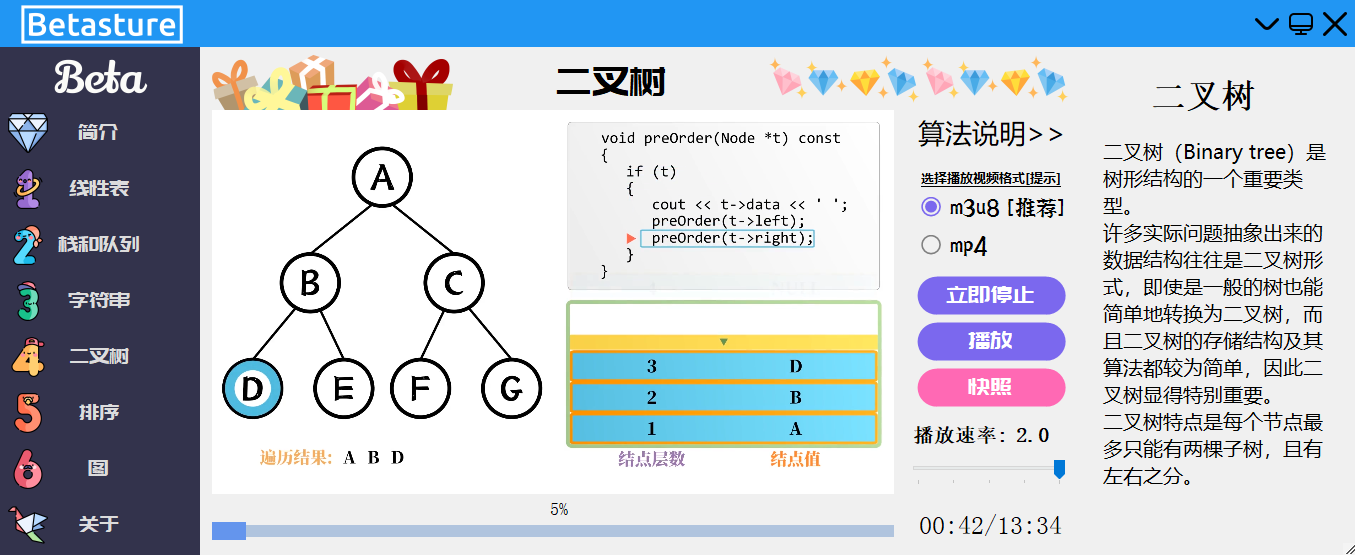 Betasture
Beta
简介
线性表
栈和队列
字符串
二叉树
排序
图
关于
二叉树
A
B
C
D
E
F
G
遍历结果: A B D
void preOrder(Node *t) const
{
if (t)
{
cout << t->data << ' ';
preOrder(t->left);
preOrder(t->right);
}
}
3 D
2 B
1 A
结点层数 结点值
5%
算法说明>>
选择播放视频格式[提示]
m3u8 [推荐]
mp4
立即停止
播放
快照
播放速率: 2.0
00:42/13:34
二叉树
二叉树（Binary tree）是
树形结构的一个重要类
型。
许多实际问题抽象出来的
数据结构往往是二叉树形
式，即使是一般的树也能
简单地转换为二叉树，而
且二叉树的存储结构及其
算法都较为简单，因此二
叉树显得特别重要。
二叉树特点是每个节点最
多只能有两棵子树，且有
左右之分。